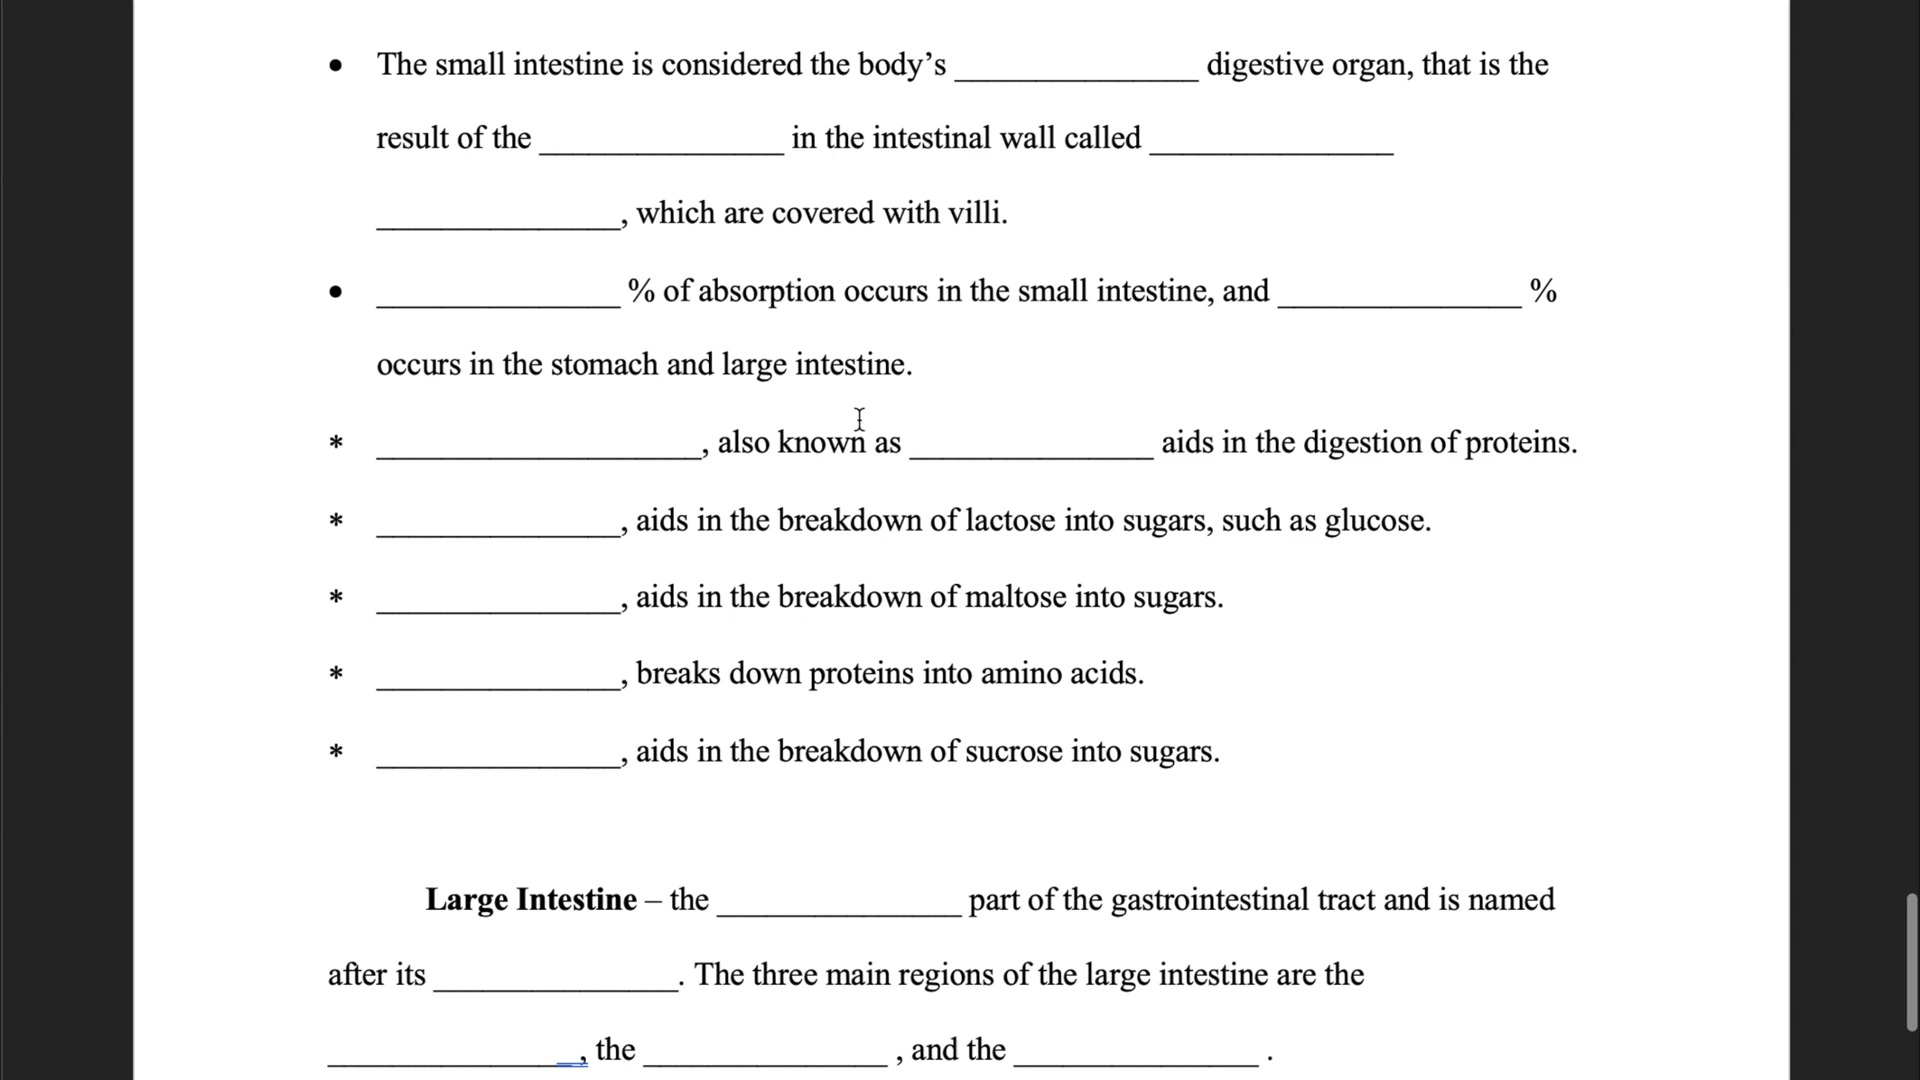 • The small intestine is considered the body’s _______________ digestive organ, that is the
result of the _______________ in the intestinal wall called _______________
_______________, which are covered with villi.
• _______________ % of absorption occurs in the small intestine, and _______________ %
occurs in the stomach and large intestine.
* ____________________, also known as _______________ aids in the digestion of proteins.
* _______________, aids in the breakdown of lactose into sugars, such as glucose.
* _______________, aids in the breakdown of maltose into sugars.
* _______________, breaks down proteins into amino acids.
* _______________, aids in the breakdown of sucrose into sugars.
Large Intestine – the _______________ part of the gastrointestinal tract and is named
after its _______________. The three main regions of the large intestine are the
_______________, the _______________ , and the _______________ .